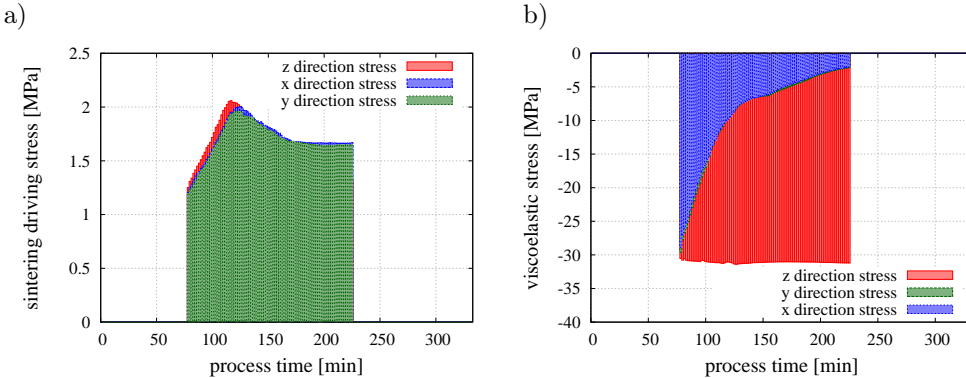 a)
sintering driving stress [MPa]
2.5
2
1.5
1
0.5
0
z direction stress
x direction stress
y direction stress
0 50 100 150 200 250 300
process time [min]
b)
viscoelastic stress [MPa]
0
-5
-10
-15
-20
-25
-30
-35
-40
z direction stress
y direction stress
x direction stress
0 50 100 150 200 250 300
process time [min]